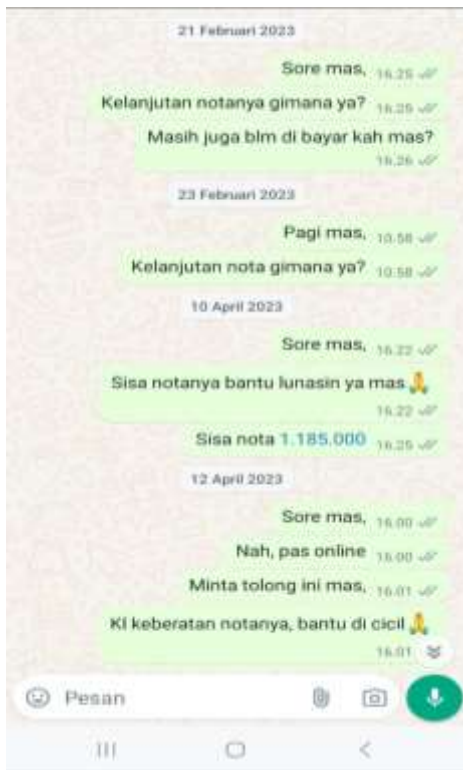 21 Februari 2023
Sore mas, 16.25
Kelanjutan notanya gimana ya? 16.25
Masih juga blm di bayar kah mas?
16.26
23 Februari 2023
Pagi mas, 10.58
Kelanjutan nota gimana ya? 10.58
10 April 2023
Sore mas, 16.22
Sisa notanya bantu lunasin ya mas🙏
16.22
Sisa nota 1.185.000 16.25
12 April 2023
Sore mas, 16.00
Nah, pas online 16.00
Minta tolong ini mas, 16.01
Kl keberatan notanya, bantu di cicil🙏
16.01
Pesan